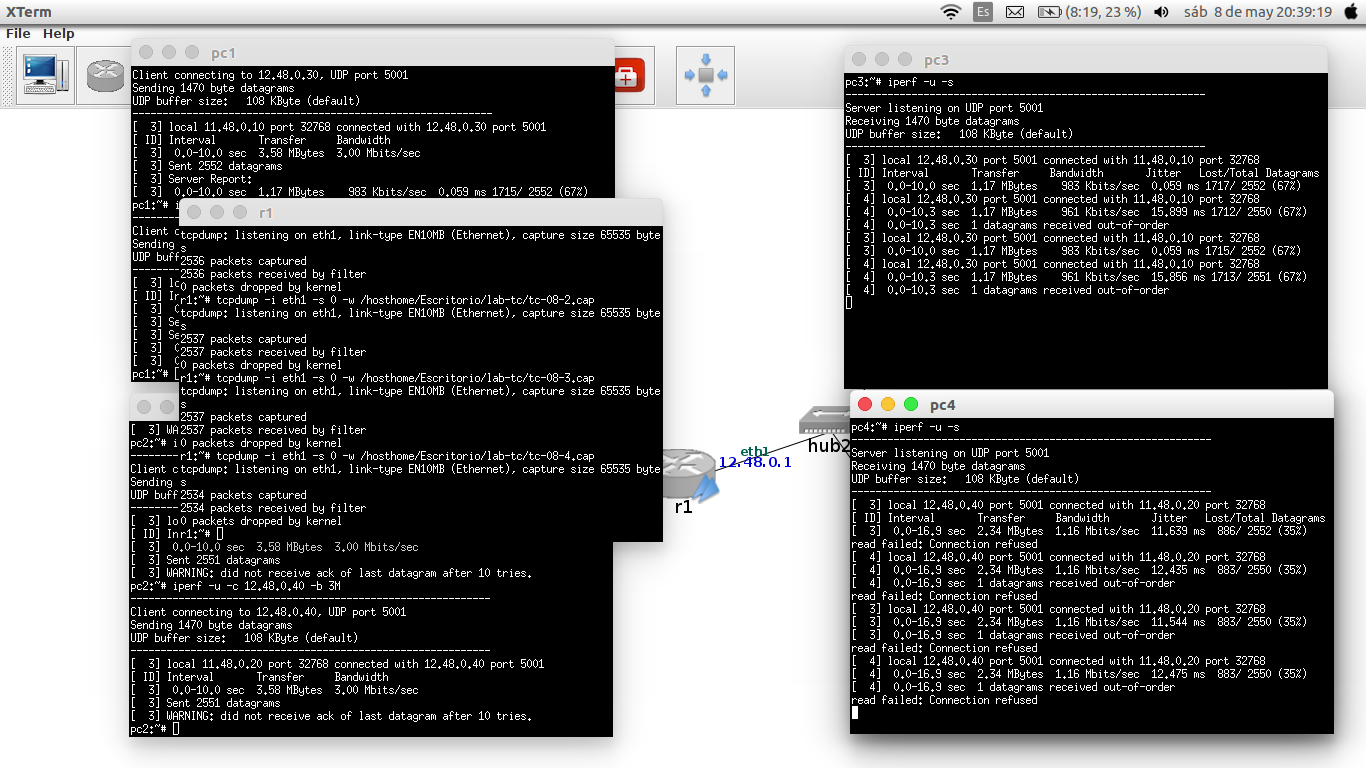 XTerm
Es
(8:19, 23 %)
sáb 8 de may 20:39:19
File Help
pc1
Client connecting to 12.48.0.30, UDP port 5001
Sending 1470 byte datagrams
UDP buffer size: 108 KByte (default)
------------------------------------------------------------
[ 3] local 11.48.0.10 port 32768 connected with 12.48.0.30 port 5001
[ ID] Interval Transfer Bandwidth
[ 3] 0.0-10.0 sec 3.58 MBytes 3.00 Mbits/sec
[ 3] Sent 2552 datagrams
[ 3] Server Report:
[ 3] 0.0-10.0 sec 1.17 MBytes 983 Kbits/sec 0.059 ms 1715/ 2552 (67%)
pc1:~# i
--------
Client c
Sending
UDP buff
--------
[ 3] lo
[ ID] In
[ 3]
[ 3] Se
[ 3] Se
[ 3]
[ 3]
pc1:~#
r1
tcpdump: listening on eth1, link-type EN10MB (Ethernet), capture size 65535 byte
s
2536 packets captured
2536 packets received by filter
0 packets dropped by kernel
r1:~# tcpdump -i eth1 -s 0 -w /hosthome/Escritorio/lab-tc/tc-08-2.cap
tcpdump: listening on eth1, link-type EN10MB (Ethernet), capture size 65535 byte
s
2537 packets captured
2537 packets received by filter
0 packets dropped by kernel
r1:~# tcpdump -i eth1 -s 0 -w /hosthome/Escritorio/lab-tc/tc-08-3.cap
tcpdump: listening on eth1, link-type EN10MB (Ethernet), capture size 65535 byte
s
2537 packets captured
2537 packets received by filter
0 packets dropped by kernel
r1:~# tcpdump -i eth1 -s 0 -w /hosthome/Escritorio/lab-tc/tc-08-4.cap
tcpdump: listening on eth1, link-type EN10MB (Ethernet), capture size 65535 byte
s
2534 packets captured
2534 packets received by filter
0 packets dropped by kernel
r1:~#
[ 3] WA
pc2:~# i
--------
Client c
Sending
UDP buff
--------
[ 3] lo
[ ID] In
[ 3] 0.0-10.0 sec 3.58 MBytes 3.00 Mbits/sec
[ 3] Sent 2551 datagrams
[ 3] WARNING: did not receive ack of last datagram after 10 tries.
pc2:~# iperf -u -c 12.48.0.40 -b 3M
------------------------------------------------------------
Client connecting to 12.48.0.40, UDP port 5001
Sending 1470 byte datagrams
UDP buffer size: 108 KByte (default)
------------------------------------------------------------
[ 3] local 11.48.0.20 port 32768 connected with 12.48.0.40 port 5001
[ ID] Interval Transfer Bandwidth
[ 3] 0.0-10.0 sec 3.58 MBytes 3.00 Mbits/sec
[ 3] Sent 2551 datagrams
[ 3] WARNING: did not receive ack of last datagram after 10 tries.
pc2:~#
eth1
12.48.0.1
r1
hub2
pc3
pc3:~# iperf -u -s
------------------------------------------------------------
Server listening on UDP port 5001
Receiving 1470 byte datagrams
UDP buffer size: 108 KByte (default)
------------------------------------------------------------
[ 3] local 12.48.0.30 port 5001 connected with 11.48.0.10 port 32768
[ ID] Interval Transfer Bandwidth Jitter Lost/Total Datagrams
[ 3] 0.0-10.0 sec 1.17 MBytes 983 Kbits/sec 0.059 ms 1717/ 2552 (67%)
[ 4] local 12.48.0.30 port 5001 connected with 11.48.0.10 port 32768
[ 4] 0.0-10.3 sec 1.17 MBytes 961 Kbits/sec 15.899 ms 1712/ 2550 (67%)
[ 4] 0.0-10.3 sec 1 datagrams received out-of-order
[ 3] local 12.48.0.30 port 5001 connected with 11.48.0.10 port 32768
[ 3] 0.0-10.0 sec 1.17 MBytes 983 Kbits/sec 0.059 ms 1715/ 2552 (67%)
[ 4] local 12.48.0.30 port 5001 connected with 11.48.0.10 port 32768
[ 4] 0.0-10.3 sec 1.17 MBytes 961 Kbits/sec 15.856 ms 1713/ 2551 (67%)
[ 4] 0.0-10.3 sec 1 datagrams received out-of-order
pc4
pc4:~# iperf -u -s
------------------------------------------------------------
Server listening on UDP port 5001
Receiving 1470 byte datagrams
UDP buffer size: 108 KByte (default)
------------------------------------------------------------
[ 3] local 12.48.0.40 port 5001 connected with 11.48.0.20 port 32768
[ ID] Interval Transfer Bandwidth Jitter Lost/Total Datagrams
[ 3] 0.0-16.9 sec 2.34 MBytes 1.16 Mbits/sec 11.639 ms 886/ 2552 (35%)
read failed: Connection refused
[ 4] local 12.48.0.40 port 5001 connected with 11.48.0.20 port 32768
[ 4] 0.0-16.9 sec 2.34 MBytes 1.16 Mbits/sec 12.435 ms 883/ 2550 (35%)
[ 4] 0.0-16.9 sec 1 datagrams received out-of-order
read failed: Connection refused
[ 3] local 12.48.0.40 port 5001 connected with 11.48.0.20 port 32768
[ 3] 0.0-16.9 sec 2.34 MBytes 1.16 Mbits/sec 11.544 ms 883/ 2550 (35%)
[ 3] 0.0-16.9 sec 1 datagrams received out-of-order
read failed: Connection refused
[ 4] local 12.48.0.40 port 5001 connected with 11.48.0.20 port 32768
[ 4] 0.0-16.9 sec 2.34 MBytes 1.16 Mbits/sec 12.475 ms 883/ 2550 (35%)
[ 4] 0.0-16.9 sec 1 datagrams received out-of-order
read failed: Connection refused